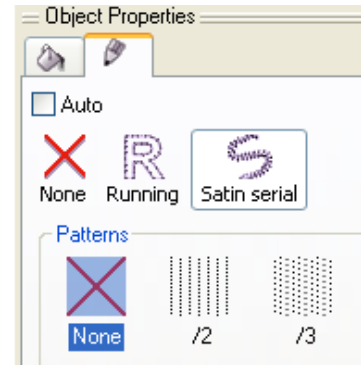 Object Properties
Auto
None Running Satin serial
Patterns
None /2 /3